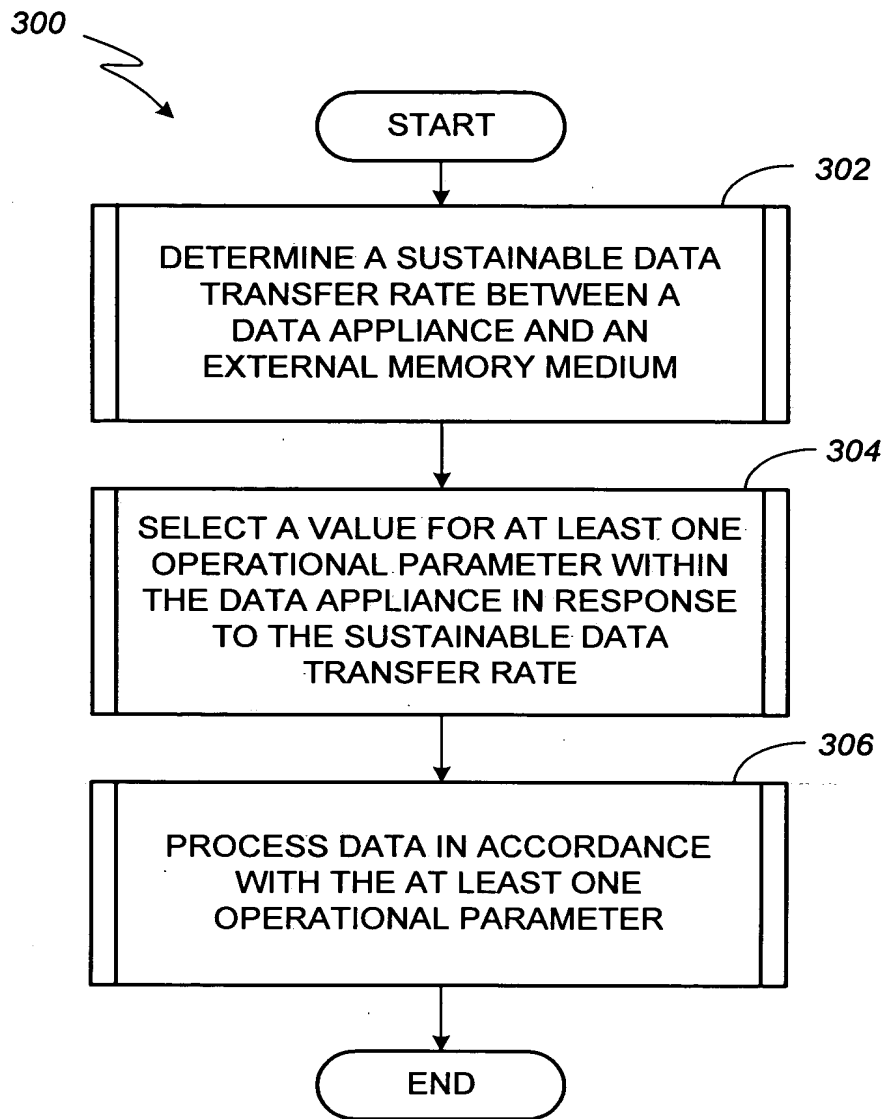 300
START
302
DETERMINE A SUSTAINABLE DATA
TRANSFER RATE BETWEEN A
DATA APPLIANCE AND AN
EXTERNAL MEMORY MEDIUM
304
SELECT A VALUE FOR AT LEAST ONE
OPERATIONAL PARAMETER WITHIN
THE DATA APPLIANCE IN RESPONSE
TO THE SUSTAINABLE DATA
TRANSFER RATE
306
PROCESS DATA IN ACCORDANCE
WITH THE AT LEAST ONE
OPERATIONAL PARAMETER
END